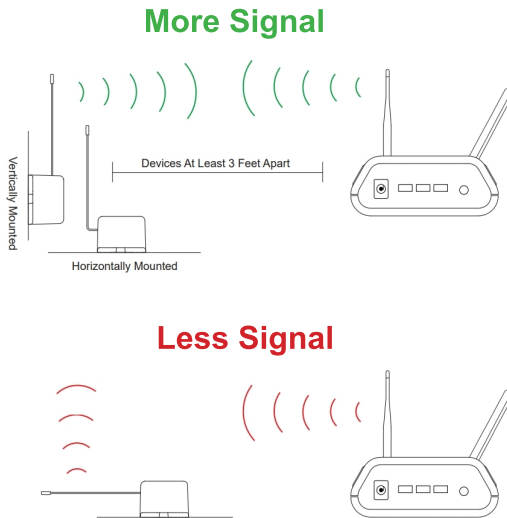 More Signal
Devices At Least 3 Feet Apart
Vertically Mounted
Horizontally Mounted
Less Signal